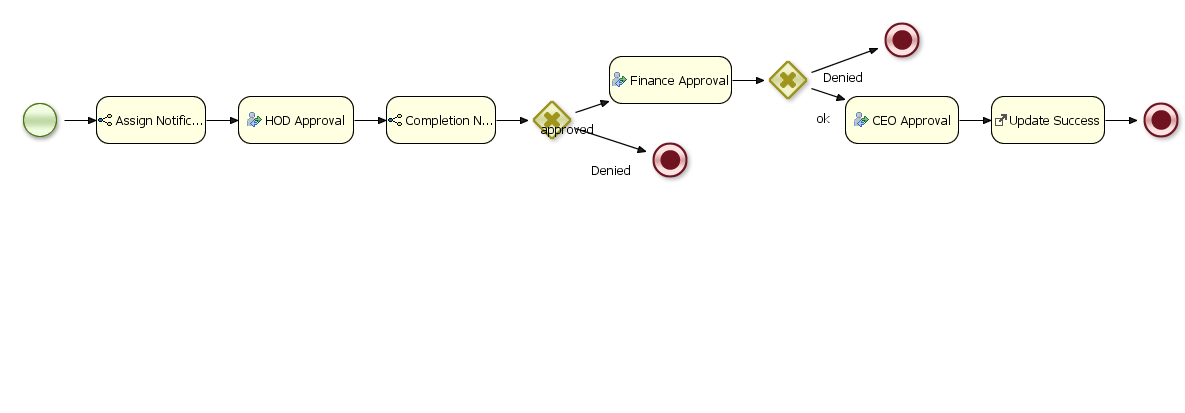 Assign Notific...
HOD Approval
Completion N...
approved
Denied
Finance Approval
Denied
ok
CEO Approval
Update Success